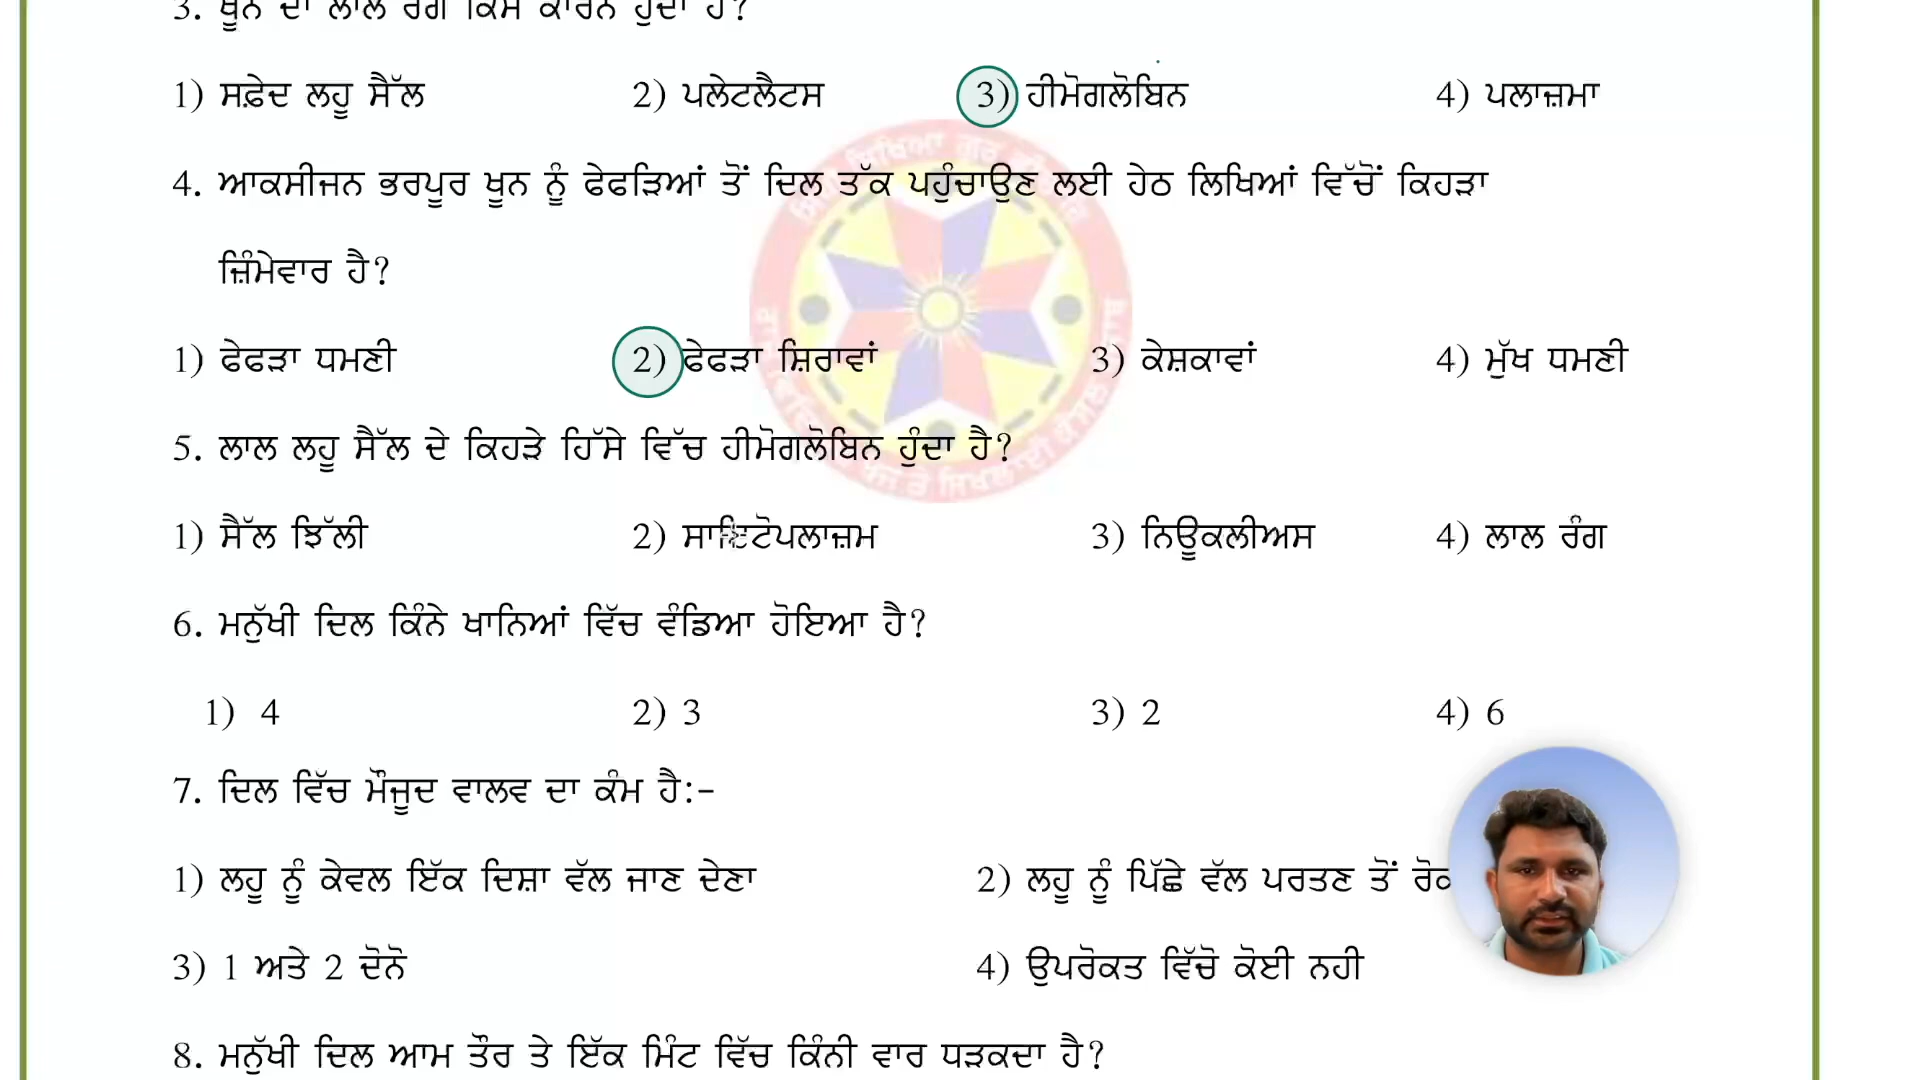 3. ਖੂਨ ਦਾ ਲਾਲ ਰੰਗ ਕਿਸ ਕਾਰਨ ਹੁੰਦਾ ਹੈ?
1) ਸਫ਼ੇਦ ਲਹੂ ਸੈੱਲ 2) ਪਲੇਟਲੈਟਸ 3) ਹੀਮੋਗਲੋਬਿਨ 4) ਪਲਾਜ਼ਮਾ
4. ਆਕਸੀਜਨ ਭਰਪੂਰ ਖੂਨ ਨੂੰ ਫੇਫੜਿਆਂ ਤੋਂ ਦਿਲ ਤੱਕ ਪਹੁੰਚਾਉਣ ਲਈ ਹੇਠ ਲਿਖਿਆਂ ਵਿੱਚੋਂ ਕਿਹੜਾ
ਜ਼ਿੰਮੇਵਾਰ ਹੈ?
1) ਫੇਫੜਾ ਧਮਣੀ 2) ਫੇਫੜਾ ਸ਼ਿਰਾਵਾਂ 3) ਕੇਸ਼ਕਾਵਾਂ 4) ਮੁੱਖ ਧਮਣੀ
5. ਲਾਲ ਲਹੂ ਸੈੱਲ ਦੇ ਕਿਹੜੇ ਹਿੱਸੇ ਵਿੱਚ ਹੀਮੋਗਲੋਬਿਨ ਹੁੰਦਾ ਹੈ?
1) ਸੈੱਲ ਝਿੱਲੀ 2) ਸਾਇਟੋਪਲਾਜ਼ਮ 3) ਨਿਊਕਲੀਅਸ 4) ਲਾਲ ਰੰਗ
6. ਮਨੁੱਖੀ ਦਿਲ ਕਿੰਨੇ ਖਾਨਿਆਂ ਵਿੱਚ ਵੰਡਿਆ ਹੋਇਆ ਹੈ?
1) 4 2) 3 3) 2 4) 6
7. ਦਿਲ ਵਿੱਚ ਮੌਜੂਦ ਵਾਲਵ ਦਾ ਕੰਮ ਹੈ:-
1) ਲਹੂ ਨੂੰ ਕੇਵਲ ਇੱਕ ਦਿਸ਼ਾ ਵੱਲ ਜਾਣ ਦੇਣਾ 2) ਲਹੂ ਨੂੰ ਪਿੱਛੇ ਵੱਲ ਪਰਤਣ ਤੋਂ
3) 1 ਅਤੇ 2 ਦੋਨੋ 4) ਉਪਰੋਕਤ ਵਿੱਚੋ ਕੋਈ ਨਹੀ
8. ਮਨੁੱਖੀ ਦਿਲ ਆਮ ਤੌਰ ਤੇ ਇੱਕ ਮਿੰਟ ਵਿੱਚ ਕਿੰਨੀ ਵਾਰ ਧੜਕਦਾ ਹੈ?